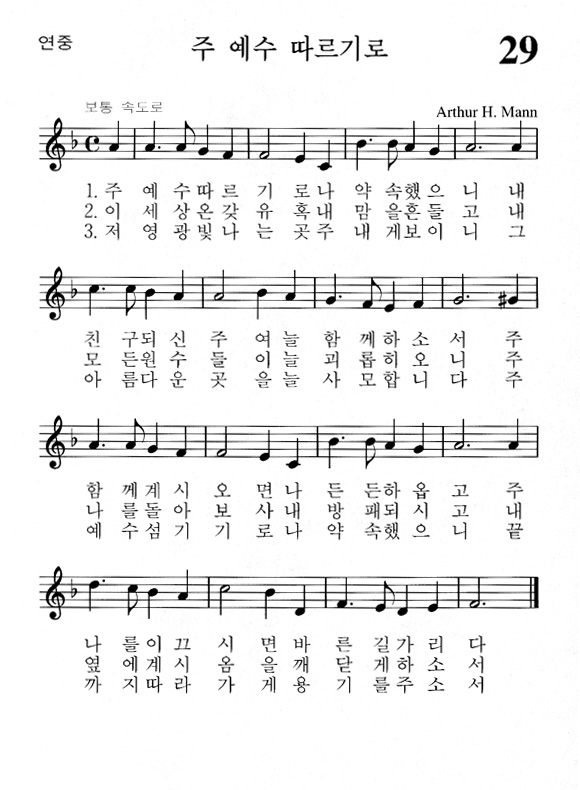 연중
주 예수 따르기로
29
보통 속도로
Arthur H. Mann
1. 주 예 수 따 르 기 로 나 약 속 했 으 니 내
2. 이 세 상 온 갖 유 혹 내 맘 을 흔 들 고 내
3. 저 영 광 빛 나 는 곳 주 내 게 보 이 니 그
친 구 되 신 주 여 늘 함 께 하 소 서 주
모 든 원 수 들 이 늘 괴 롭 히 오 니 주
아 름 다 운 곳 을 늘 사 모 합 니 다 주
함 께 계 시 오 면 나 든 든 하 옵 고 주
나 를 돌 아 보 사 내 방 패 되 시 고 내
예 수 섬 기 기 로 나 약 속 했 으 니 끝
나 를 이 끄 시 면 바 른 길 가 리 다
옆 에 계 시 옴 을 깨 닫 게 하 소 서
까 지 따 라 가 게 용 기 를 주 소 서